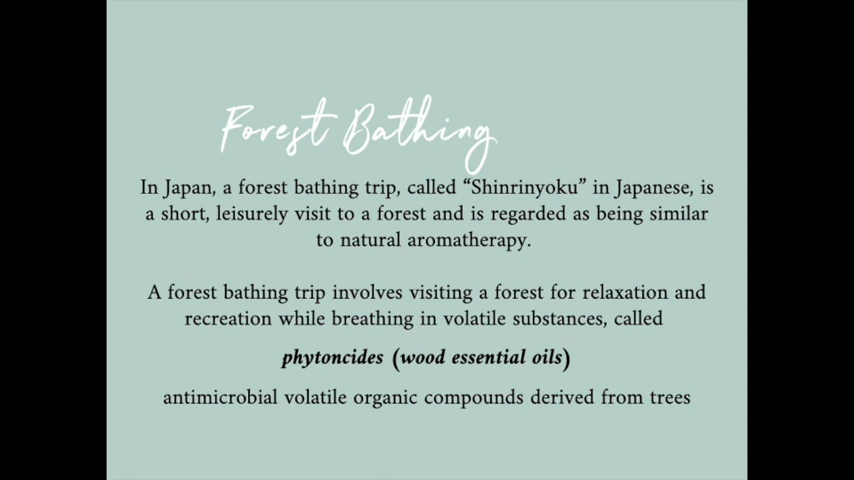 Forest Bathing
In Japan, a forest bathing trip, called “Shinrinyoku” in Japanese, is
a short, leisurely visit to a forest and is regarded as being similar
to natural aromatherapy.
A forest bathing trip involves visiting a forest for relaxation and
recreation while breathing in volatile substances, called
phytoncides (wood essential oils)
antimicrobial volatile organic compounds derived from trees